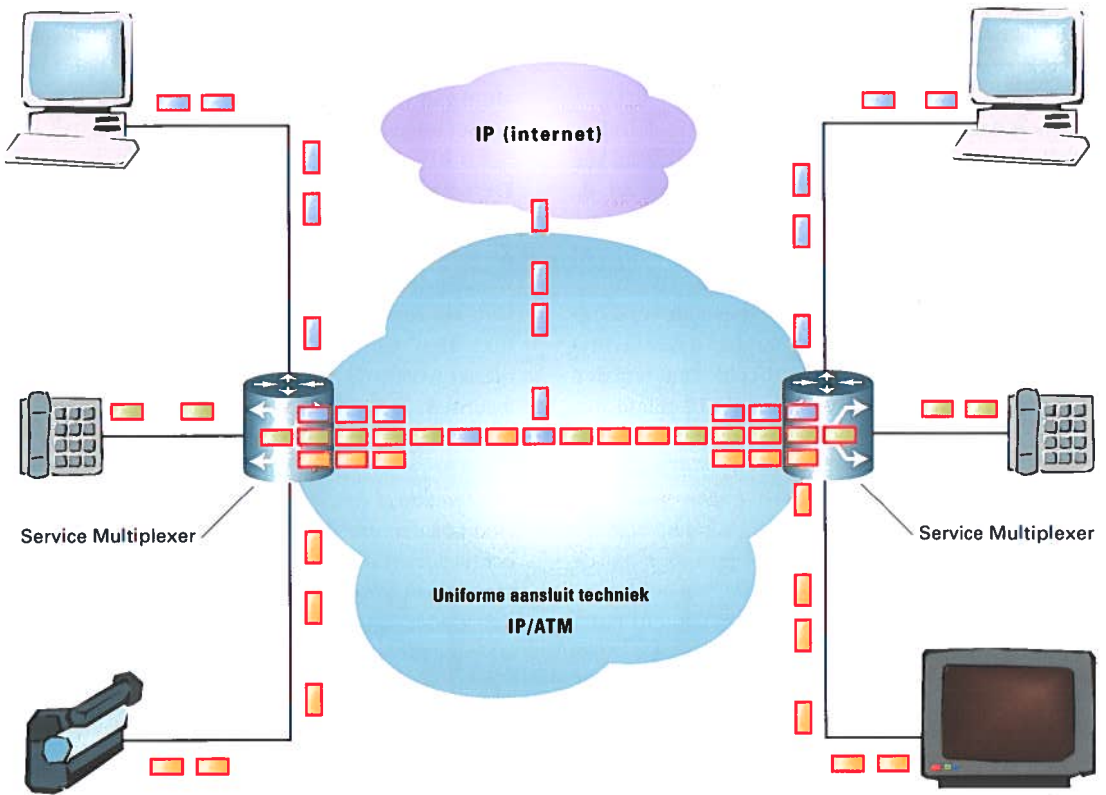 IP (internet)
Service Multiplexer
Service Multiplexer
Uniforme aansluit techniek
IP/ATM